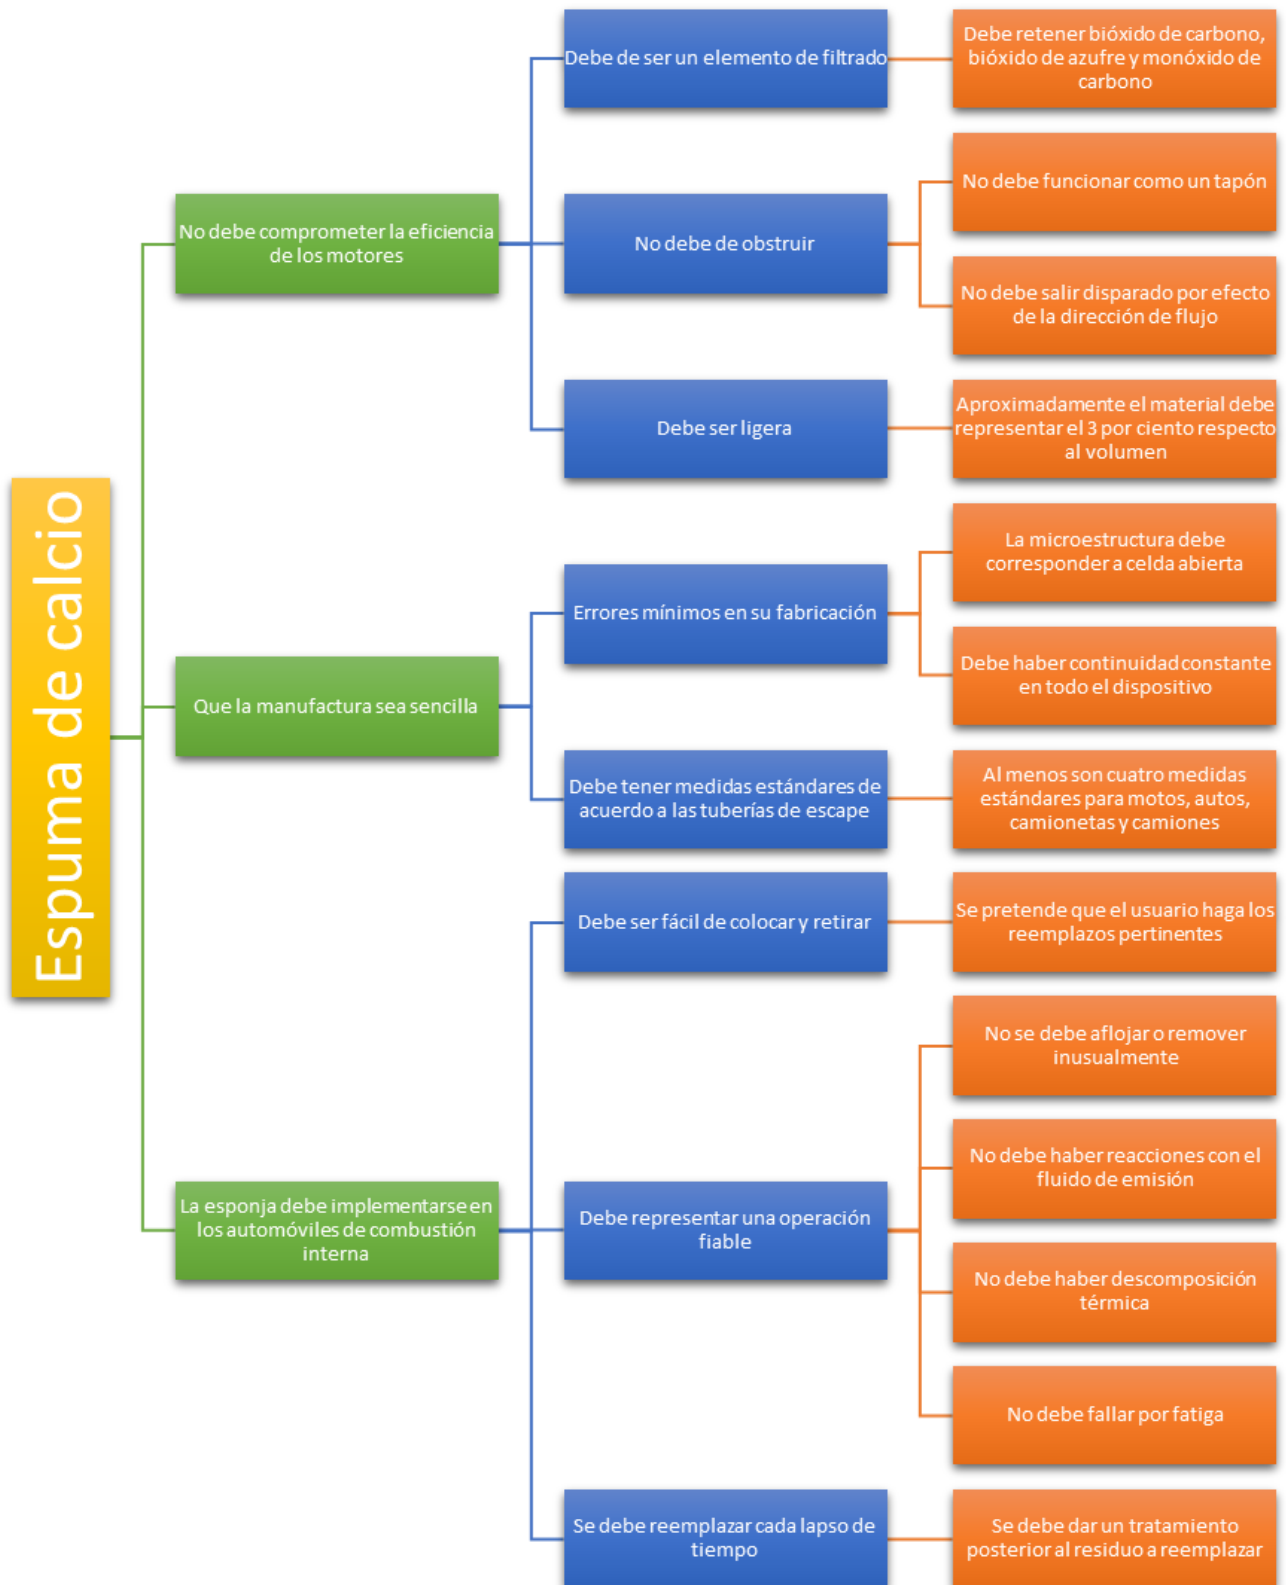 Espuma de calcio
No debe comprometer la eficiencia
de los motores
Debe de ser un elemento de filtrado
Debe retener bióxido de carbono,
bióxido de azufre y monóxido de
carbono
No debe de obstruir
No debe funcionar como un tapón
No debe salir disparado por efecto
de la dirección de flujo
Debe ser ligera
Aproximadamente el material debe
representar el 3 por ciento respecto
al volumen
Que la manufactura sea sencilla
Errores mínimos en su fabricación
La microestructura debe
corresponder a celda abierta
Debe haber continuidad constante
en todo el dispositivo
Debe tener medidas estándares de
acuerdo a las tuberías de escape
Al menos son cuatro medidas
estándares para motos, autos,
camionetas y camiones
La esponja debe implementarse en
los automóviles de combustión
interna
Debe ser fácil de colocar y retirar
Se pretende que el usuario haga los
reemplazos pertinentes
Debe representar una operación
fiable
No se debe aflojar o remover
inusualmente
No debe haber reacciones con el
fluido de emisión
No debe haber descomposición
térmica
No debe fallar por fatiga
Se debe reemplazar cada lapso de
tiempo
Se debe dar un tratamiento
posterior al residuo a reemplazar